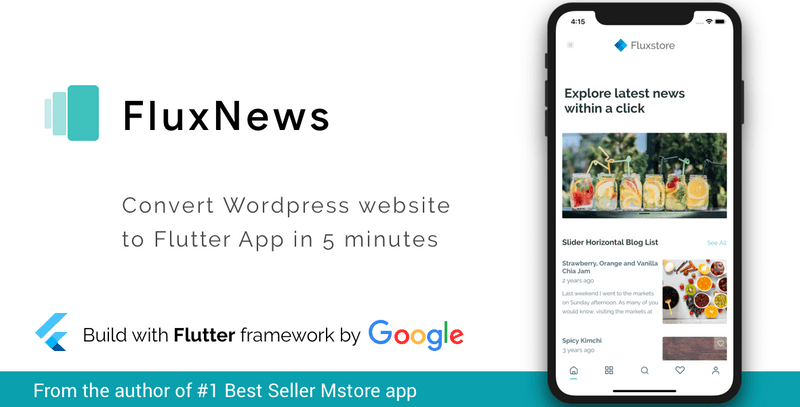 FluxNews
Convert Wordpress website
to Flutter App in 5 minutes
Build with Flutter framework by Google
From the author of #1 Best Seller Mstore app
4:15
Fluxstore
Explore latest news
within a click
Slider Horizontal Blog List
See All
Strawberry, Orange and Vanilla
Chia Jam
2 years ago
Last weekend I went to the markets
on Sunday afternoon. As many of you
would know, visiting the markets at
Spicy Kimchi
3 years ago